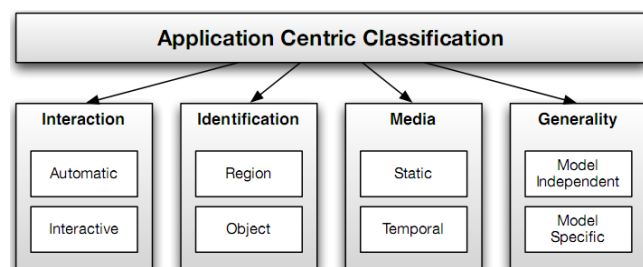 Application Centric Classification
Interaction
Automatic
Interactive
Identification
Region
Object
Media
Static
Temporal
Generality
Model
Independent
Model
Specific